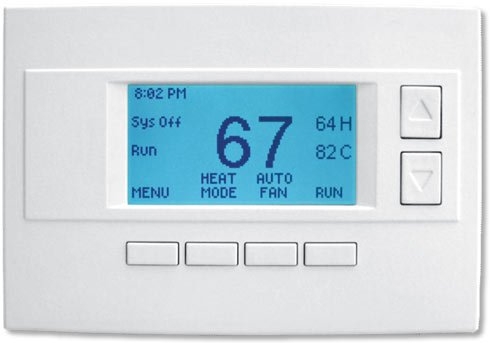 8:02 PM
Sys Off
67
64 H
Run
82 C
HEAT AUTO
MENU MODE FAN RUN